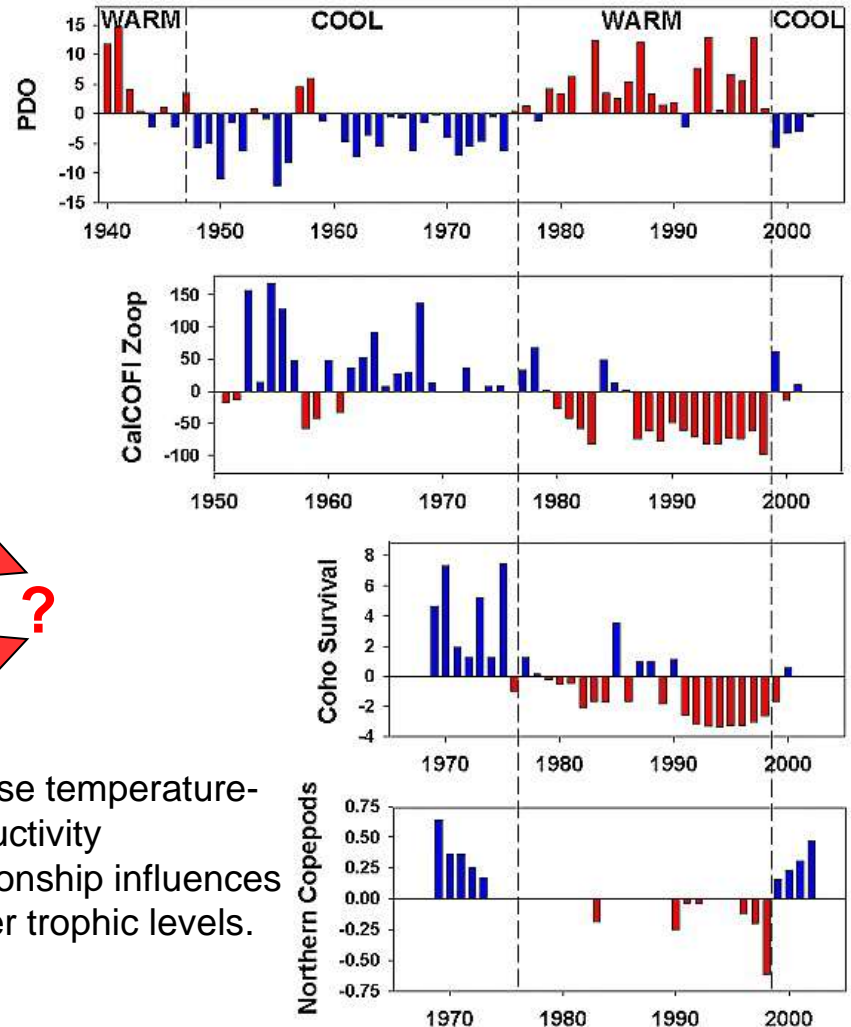 WARM COOL WARM COOL
PDO
15
10
5
0
-5
-10
-15
1940 1950 1960 1970 1980 1990 2000
CalCOFI Zoop
150
100
50
0
-50
-100
1950 1960 1970 1980 1990 2000
?
Coho Survival
8
6
4
2
0
-2
-4
1970 1980 1990 2000
se temperature-
uctivity
onship influences
er trophic levels.
Northern Copepods
0.75
0.50
0.25
0.00
-0.25
-0.50
-0.75
1970 1980 1990 2000